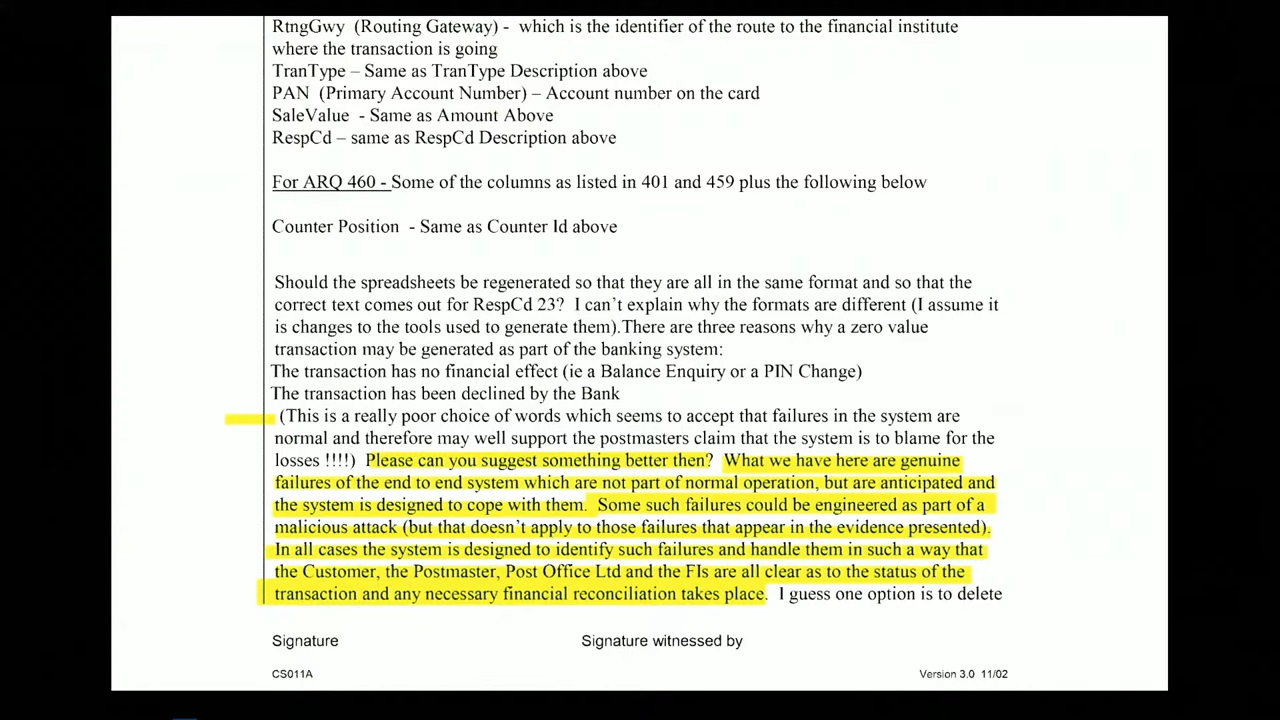 RtngGwy (Routing Gateway) - which is the identifier of the route to the financial institute
where the transaction is going
TranType – Same as TranType Description above
PAN (Primary Account Number) – Account number on the card
SaleValue - Same as Amount Above
RespCd – same as RespCd Description above
For ARQ 460 - Some of the columns as listed in 401 and 459 plus the following below
Counter Position - Same as Counter Id above
Should the spreadsheets be regenerated so that they are all in the same format and so that the
correct text comes out for RespCd 23? I can't explain why the formats are different (I assume it
is changes to the tools used to generate them).There are three reasons why a zero value
transaction may be generated as part of the banking system:
The transaction has no financial effect (ie a Balance Enquiry or a PIN Change)
The transaction has been declined by the Bank
(This is a really poor choice of words which seems to accept that failures in the system are
normal and therefore may well support the postmasters claim that the system is to blame for the
losses !!!!) Please can you suggest something better then? What we have here are genuine
failures of the end to end system which are not part of normal operation, but are anticipated and
the system is designed to cope with them. Some such failures could be engineered as part of a
malicious attack (but that doesn't apply to those failures that appear in the evidence presented).
In all cases the system is designed to identify such failures and handle them in such a way that
the Customer, the Postmaster, Post Office Ltd and the FIs are all clear as to the status of the
transaction and any necessary financial reconciliation takes place. I guess one option is to delete
Signature Signature witnessed by
CS011A Version 3.0 11/02